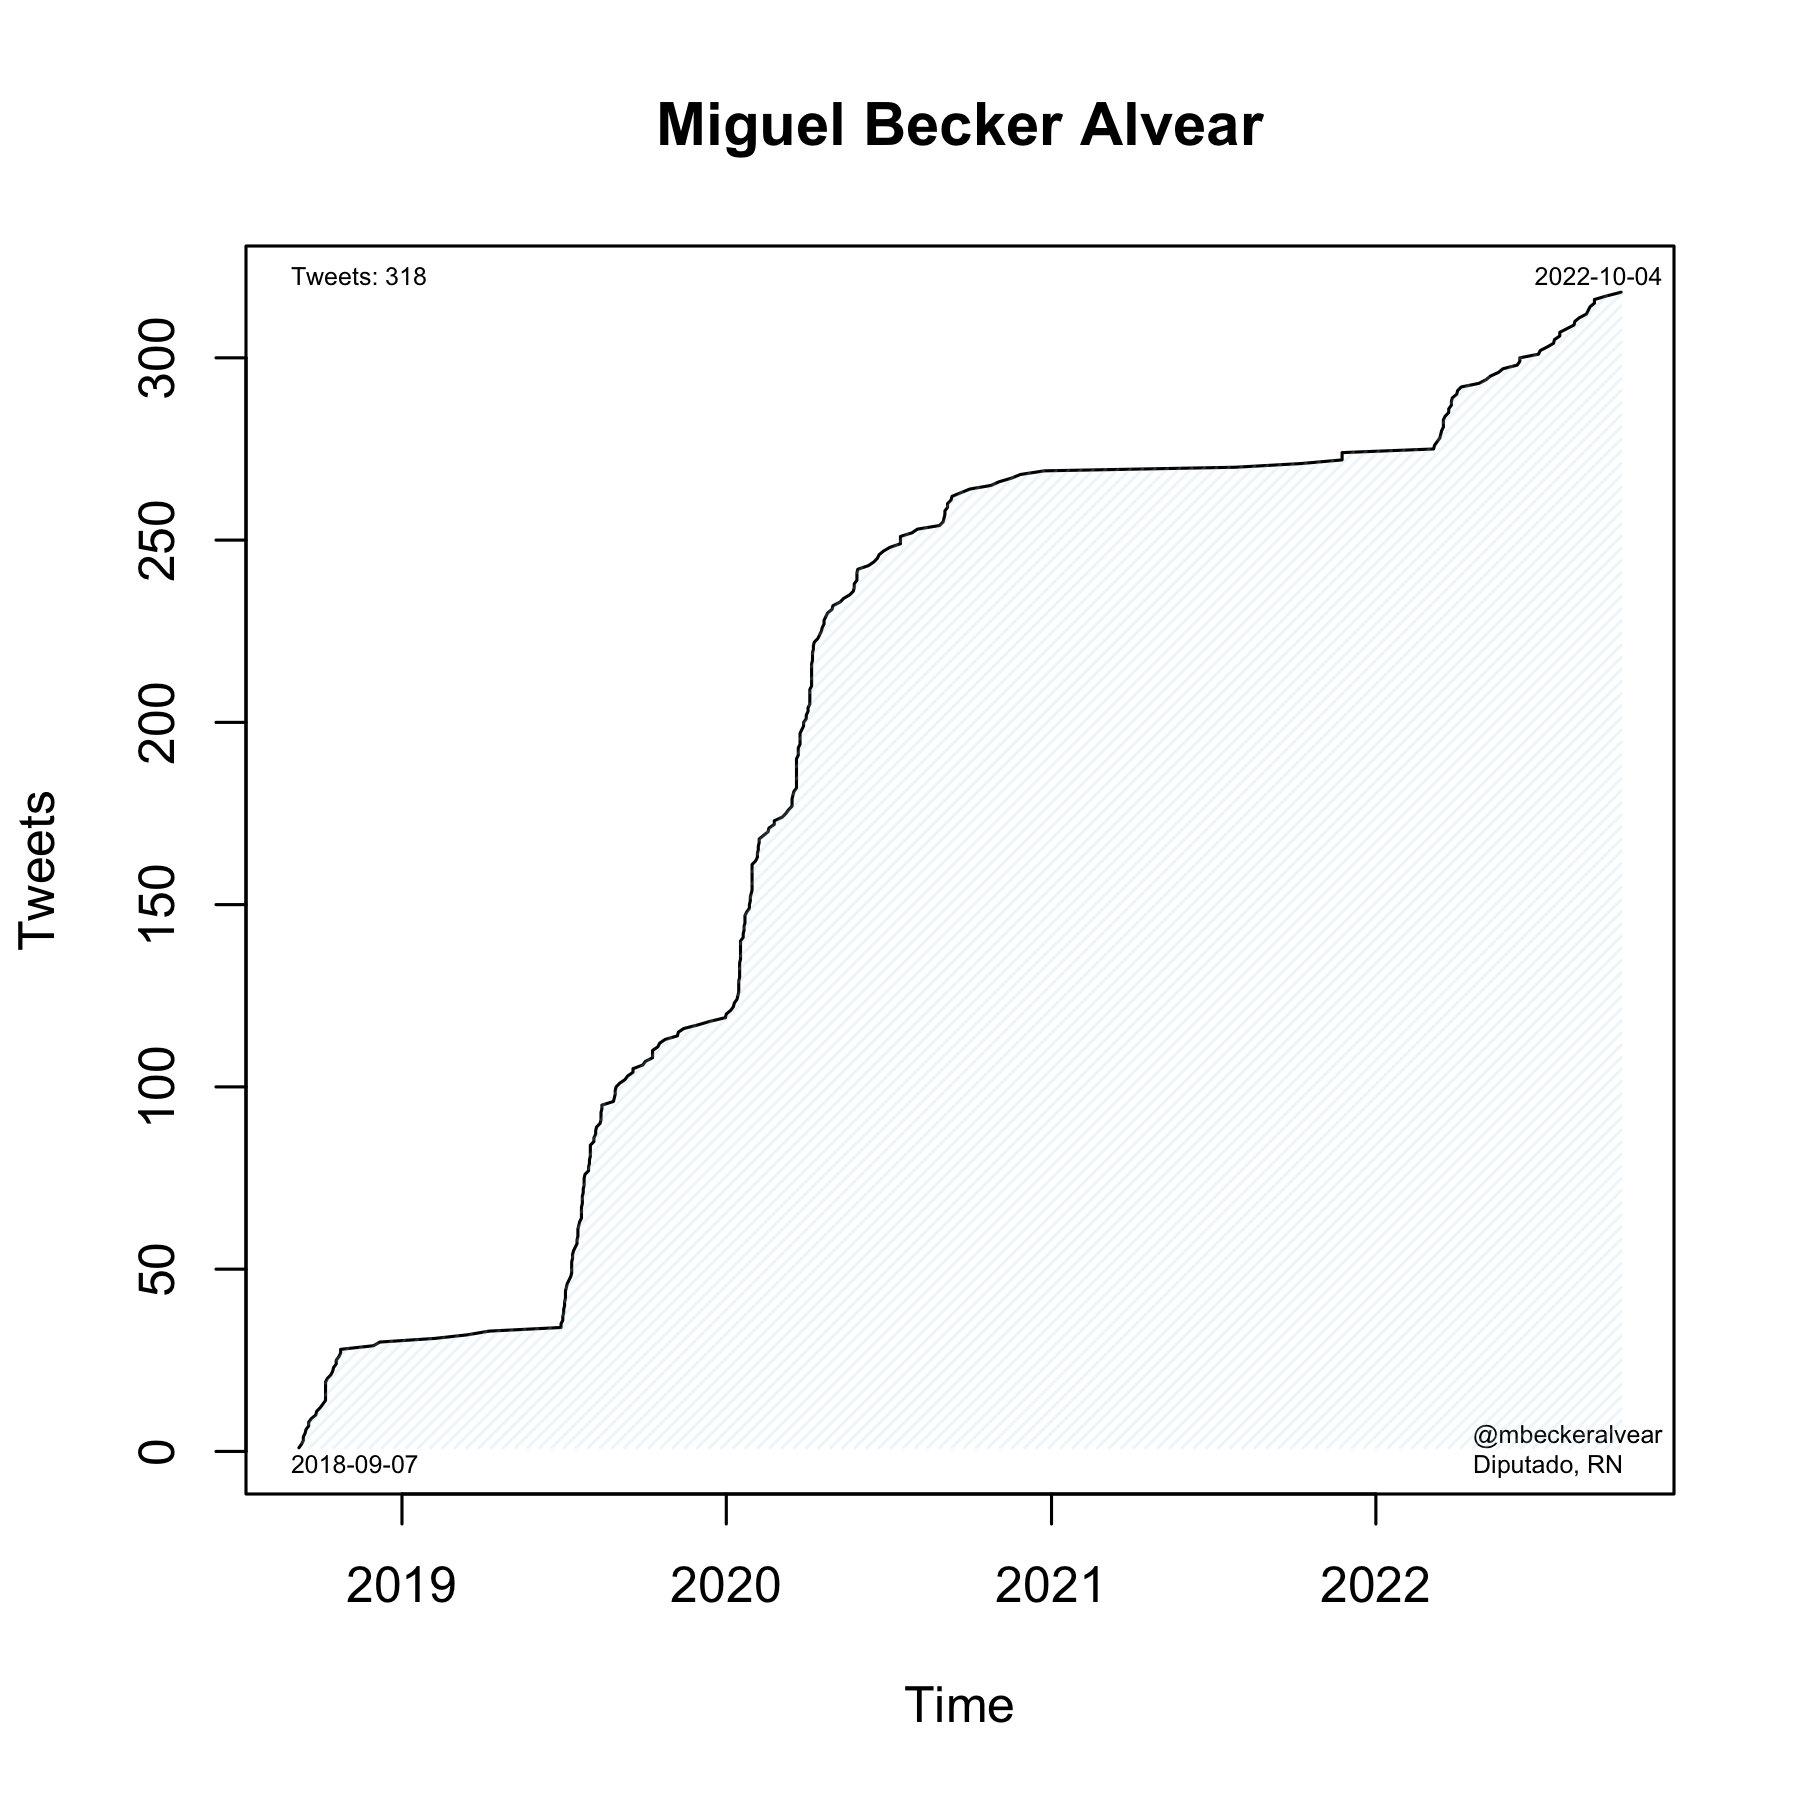 Miguel Becker Alvear
Tweets: 318
2022-10-04
300
250
200
150
100
50
0
Tweets
@mbeckeralvear
Diputado, RN
2018-09-07
2019
2020
2021
2022
Time